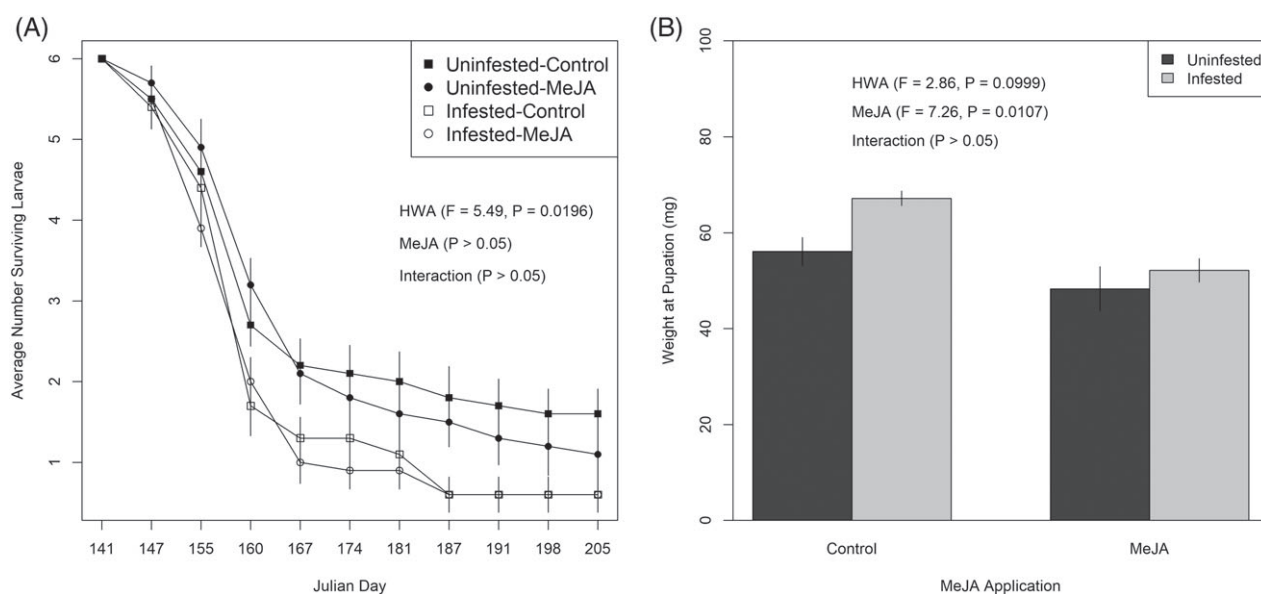 (A)
Average Number Surviving Larvae
6
5
4
3
2
1
Uninfested-Control
Uninfested-MeJA
Infested-Control
Infested-MeJA
HWA (F = 5.49, P = 0.0196)
MeJA (P > 0.05)
Interaction (P > 0.05)
141 147 155 160 167 174 181 187 191 198 205
Julian Day
(B)
Weight at Pupation (mg)
100
80
60
40
20
0
Uninfested
Infested
HWA (F = 2.86, P = 0.0999)
MeJA (F = 7.26, P = 0.0107)
Interaction (P > 0.05)
Control MeJA
MeJA Application